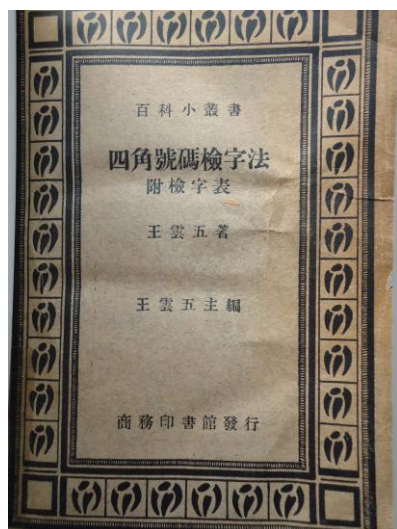 百科小叢書
四角號碼檢字法
附檢字表
王雲五著
王雲五主編
商務印書館發行